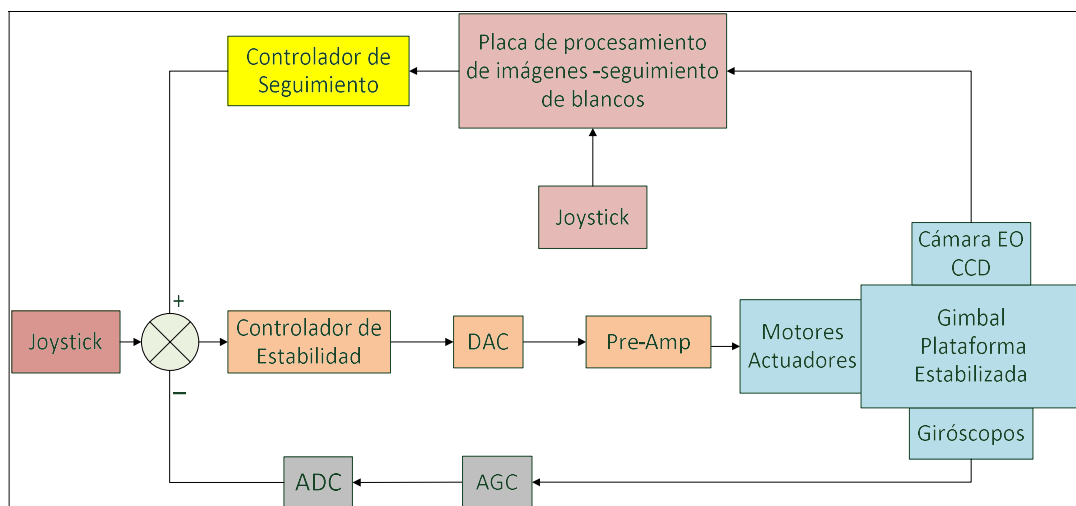 Controlador de
Seguimiento
Placa de procesamiento
de imágenes -seguimiento
de blancos
Joystick
Cámara EO
CCD
+
Joystick
Controlador de
Estabilidad
DAC
Pre-Amp
Motores
Actuadores
Gimbal
Plataforma
Estabilizada
−
Giróscopos
ADC
AGC